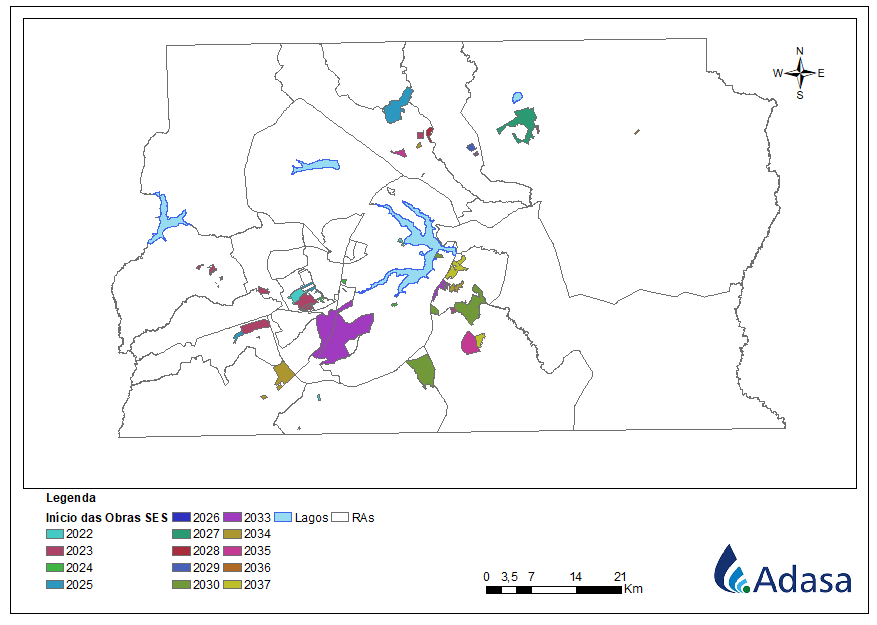 N
W E
S
Legenda
Início das Obras SES
2022
2023
2024
2025
2026
2027
2028
2029
2030
2033
2034
2035
2036
2037
Lagos
RAs
0 3,5 7 14 21
Km
Adasa